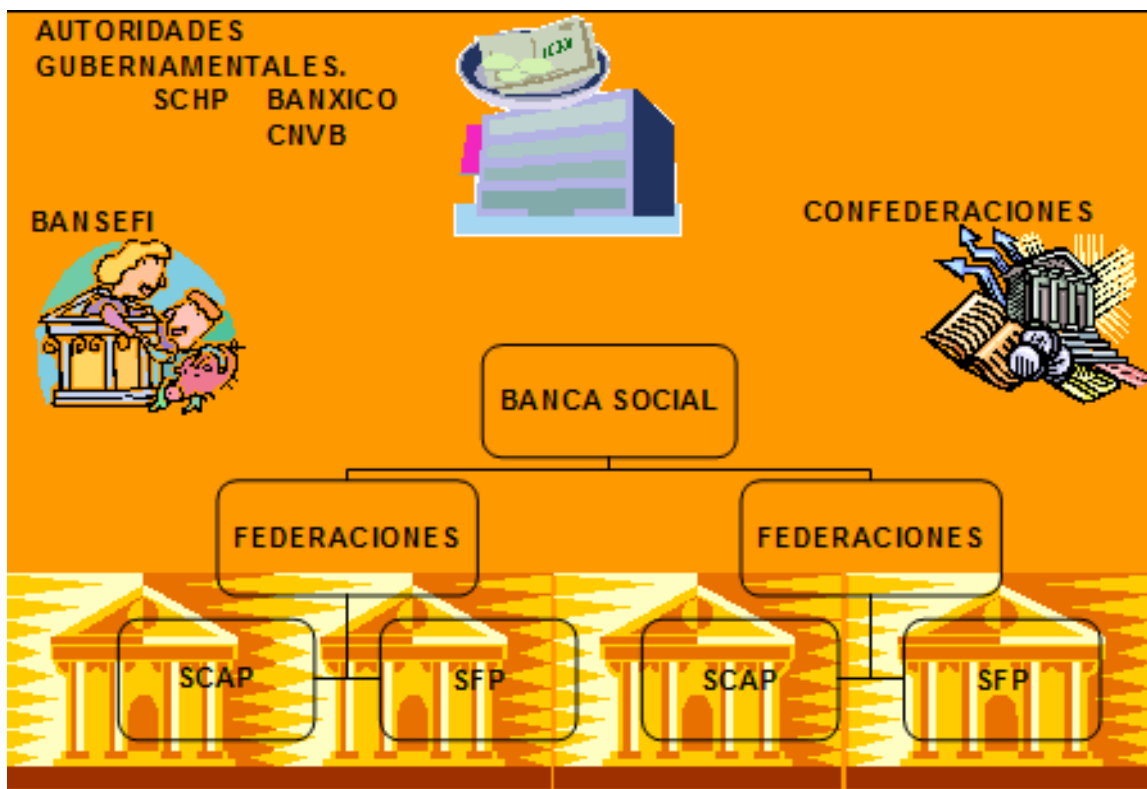 AUTORIDADES
GUBERNAMENTALES.
SCHP BANXICO
CNVB
BANSEFI
CONFEDERACIONES
BANCA SOCIAL
FEDERACIONES
FEDERACIONES
SCAP
SFP
SCAP
SFP